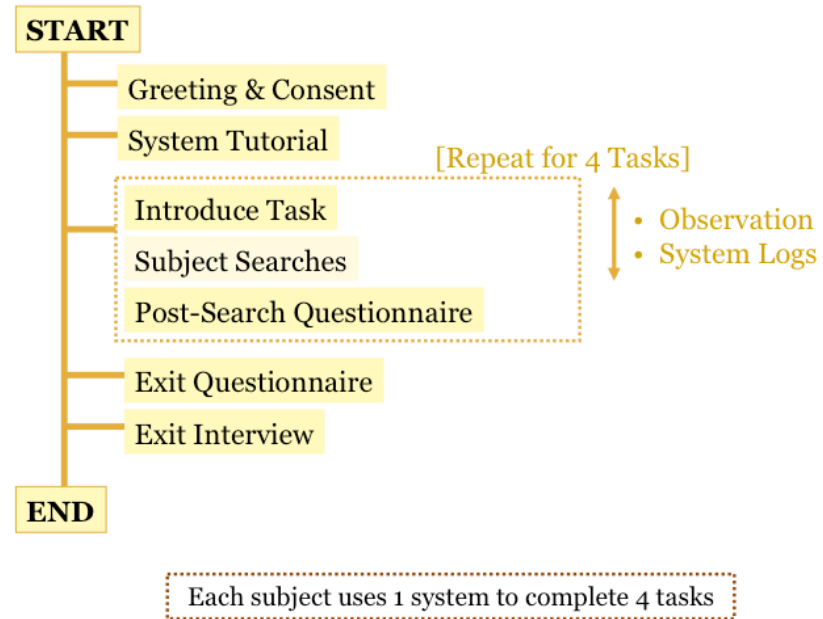 START
Greeting & Consent
System Tutorial
[Repeat for 4 Tasks]
Introduce Task
Subject Searches
Post-Search Questionnaire
• Observation
• System Logs
Exit Questionnaire
Exit Interview
END
Each subject uses 1 system to complete 4 tasks